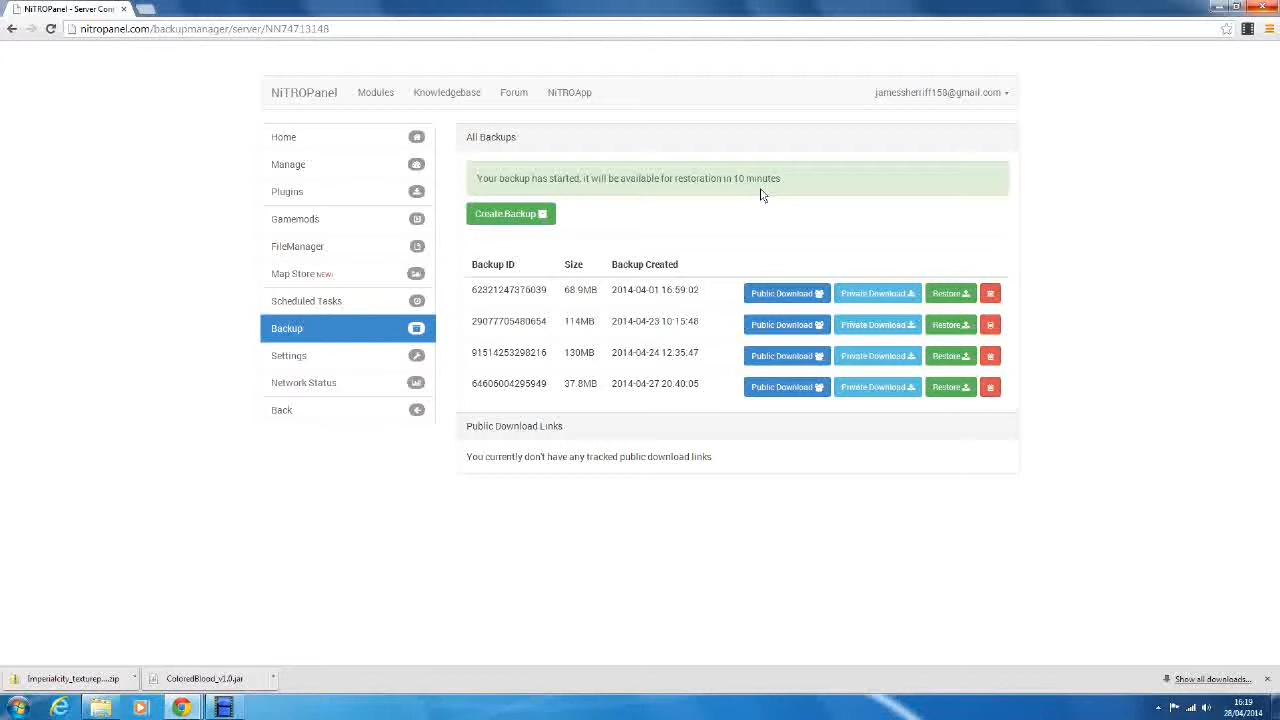 NiTROPanel - Server Con
nitropanel.com/backupmanager/server/NN74713148
NiTROPanel Modules Knowledgebase Forum NiTROApp jamessherriff158@gmail.com
Home
Manage
Plugins
Gamemods
FileManager
Map Store NEW!
Scheduled Tasks
Backup
Settings
Network Status
Back
All Backups
Your backup has started, it will be available for restoration in 10 minutes
Create Backup
Backup ID Size Backup Created
62321247376039 68.9MB 2014-04-01 16:59:02 Public Download Private Download Restore
29077705480654 114MB 2014-04-23 10:15:48 Public Download Private Download Restore
91514253298216 130MB 2014-04-24 12:35:47 Public Download Private Download Restore
64606004295949 37.8MB 2014-04-27 20:40:05 Public Download Private Download Restore
Public Download Links
You currently don't have any tracked public download links
Imperialcity_texturep....zip ColoredBlood_v1.0.jar Show all downloads...
16:19
28/04/2014